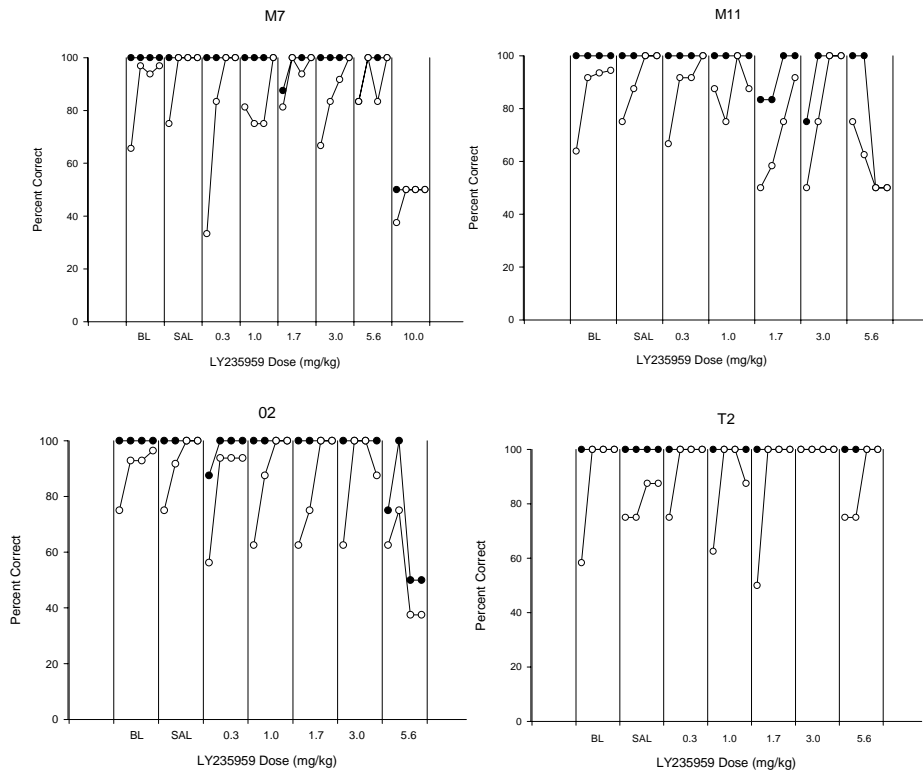 M7
Percent Correct
100
80
60
40
20
0
BL SAL 0.3 1.0 1.7 3.0 5.6 10.0
LY235959 Dose (mg/kg)
M11
Percent Correct
100
80
60
40
20
0
BL SAL 0.3 1.0 1.7 3.0 5.6
LY235959 Dose (mg/kg)
02
Percent Correct
100
80
60
40
20
0
BL SAL 0.3 1.0 1.7 3.0 5.6
LY235959 Dose (mg/kg)
T2
Percent Correct
100
80
60
40
20
0
BL SAL 0.3 1.0 1.7 3.0 5.6
LY235959 Dose (mg/kg)